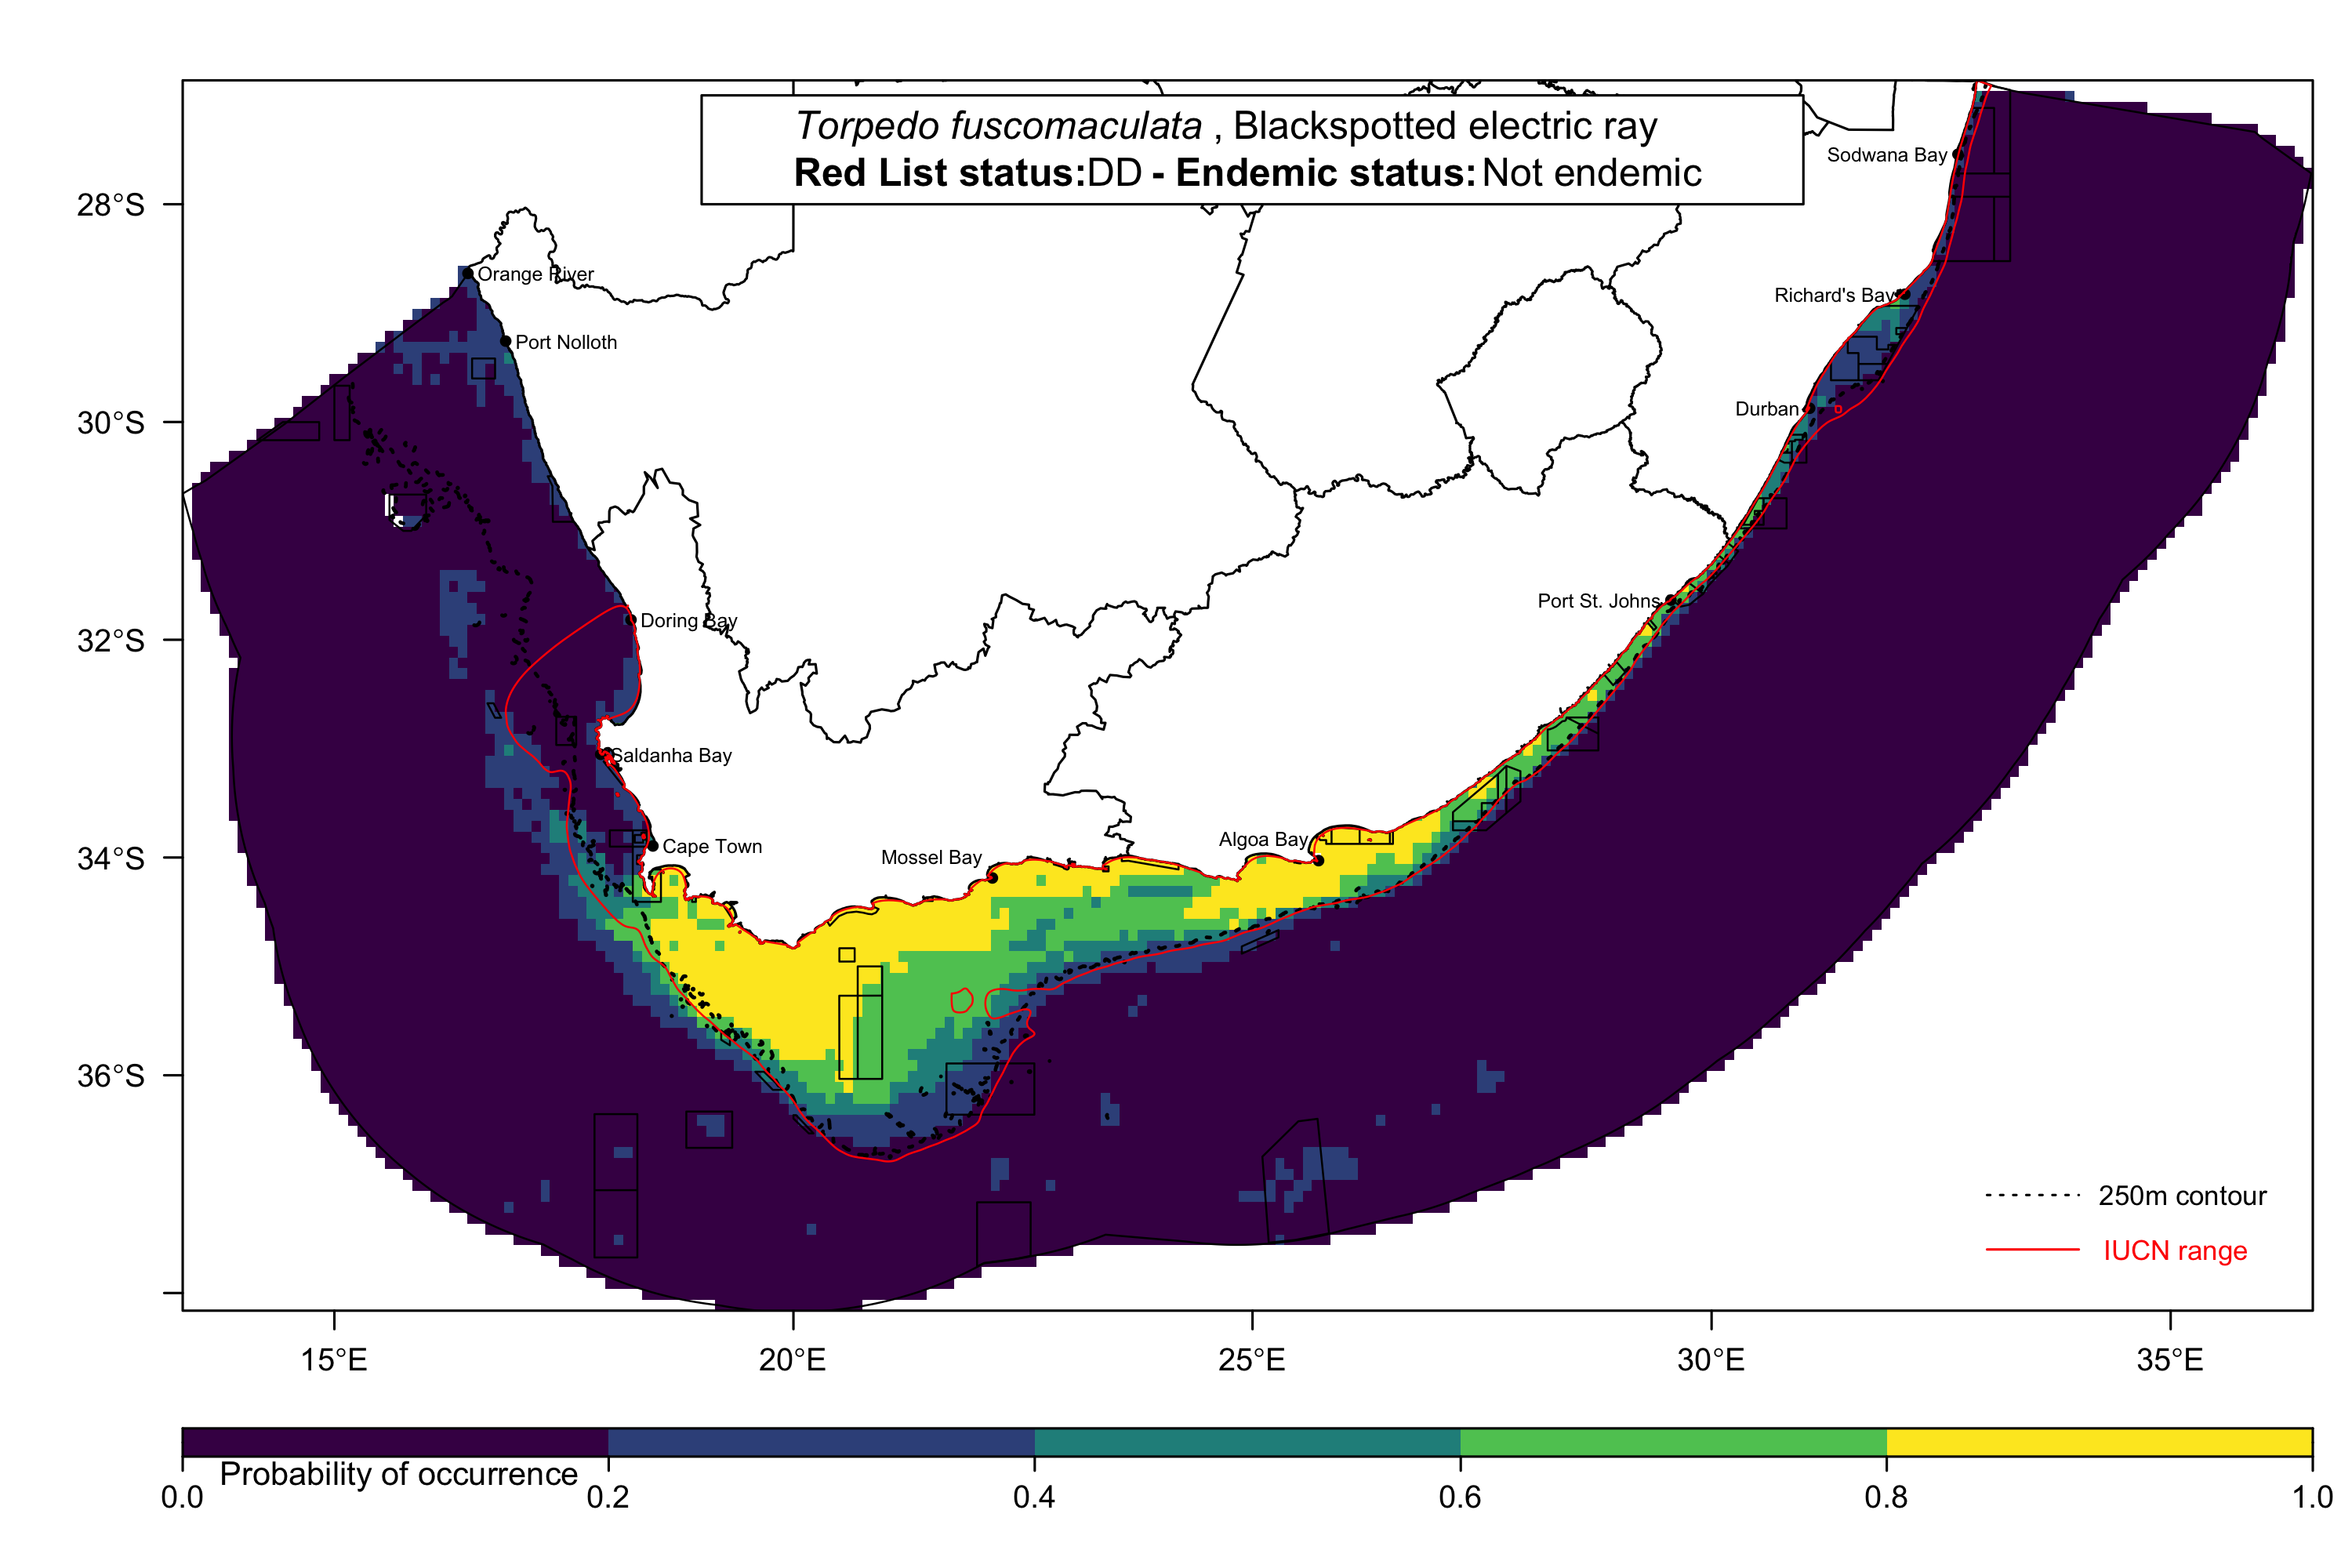 Torpedo fuscomaculata , Blackspotted electric ray
Red List status:DD - Endemic status:Not endemic
Sodwana Bay
28°S
Orange River
Richard's Bay
Port Nolloth
Durban
30°S
Port St. Johns
Doring Bay
32°S
Saldanha Bay
Algoa Bay
Cape Town
Mossel Bay
34°S
36°S
250m contour
IUCN range
15°E 20°E 25°E 30°E 35°E
Probability of occurrence
0.0 0.2 0.4 0.6 0.8 1.0